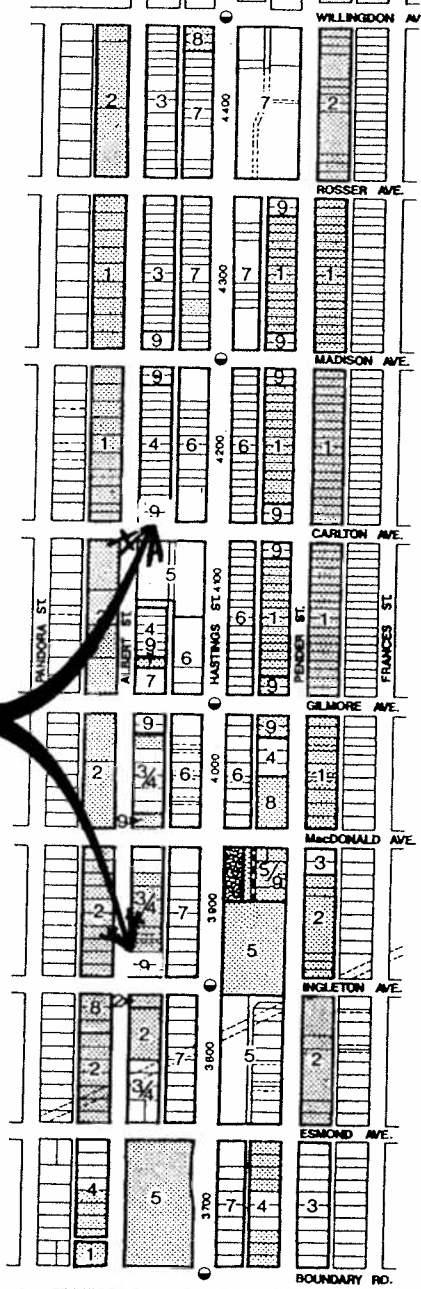 WILLINGDON AV
8
2 3 7 4400 7 2
ROSSER AVE.
9
1 3 7 4300 7 1 1
9 9
MADISON AVE.
9 9
1 4 6 4200 6 1 1
9 9
CARLTON AVE.
X 9
5
PANDORA ST. ALBERT ST. HASTINGS ST. 4100 PENDER ST. FRANCES ST.
4 6 1 1
9
7 6
7 9
GILMORE AVE.
9 9
2 3/4 6 4000 6 4 1
9 8
MacDONALD AVE.
5/9 3
2 3/4 7 3900 2
9 5
INGLETON AVE.
8 2
2 2 7 3800 5 2
3/4
ESMOND AVE.
4 5 3700 7 4 3
1
BOUNDARY RD.